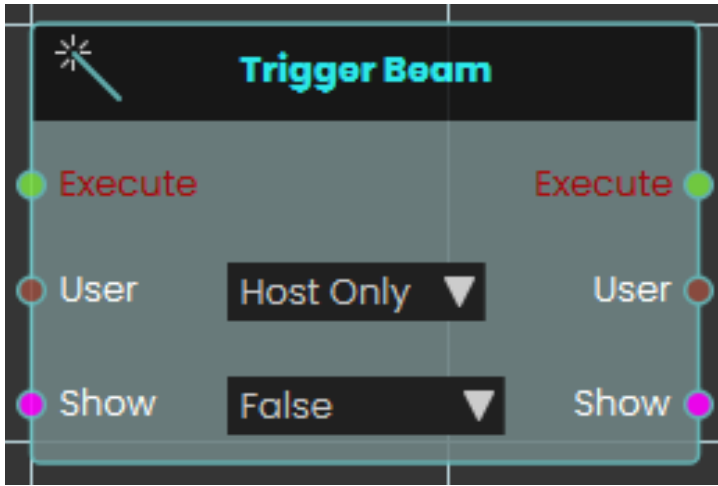 Trigger Beam
Execute Execute
User Host Only User
Show False Show